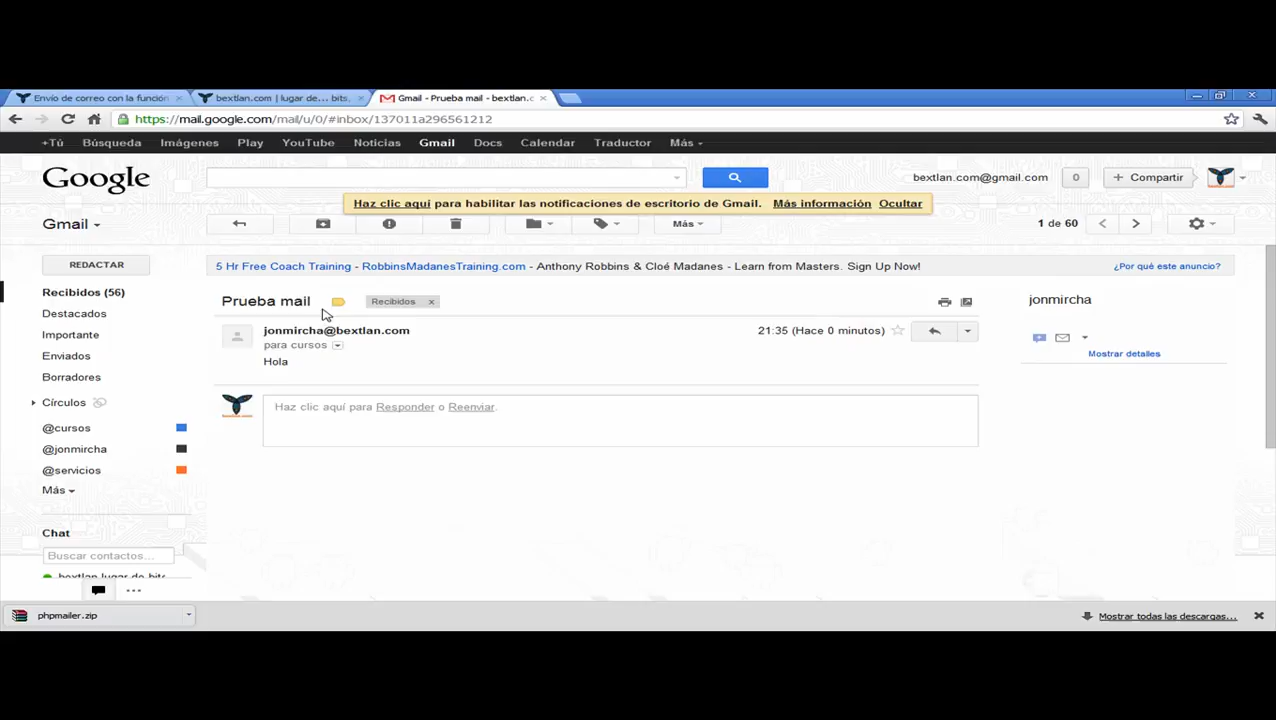 Envío de correo con la función
bextlan.com | lugar de... bits,
Gmail - Prueba mail - bextlan.c
https://mail.google.com/mail/u/0/#inbox/137011a296561212
+Tú Búsqueda Imágenes Play YouTube Noticias Gmail Docs Calendar Traductor Más
Google
bextlan.com@gmail.com 0 + Compartir
Haz clic aquí para habilitar las notificaciones de escritorio de Gmail. Más información Ocultar
Gmail
Más
1 de 60
REDACTAR
5 Hr Free Coach Training - RobbinsMadanesTraining.com - Anthony Robbins & Cloé Madanes - Learn from Masters. Sign Up Now!
¿Por qué este anuncio?
Recibidos (56)
Destacados
Importante
Enviados
Borradores
Círculos
@cursos
@jonmircha
@servicios
Más
Chat
Buscar contactos...
bextlan lugar de bits
Prueba mail
Recibidos x
jonmircha@bextlan.com
21:35 (Hace 0 minutos)
para cursos
Hola
Haz clic aquí para Responder o Reenviar.
jonmircha
Mostrar detalles
phpmailer.zip
Mostrar todas las descargas...